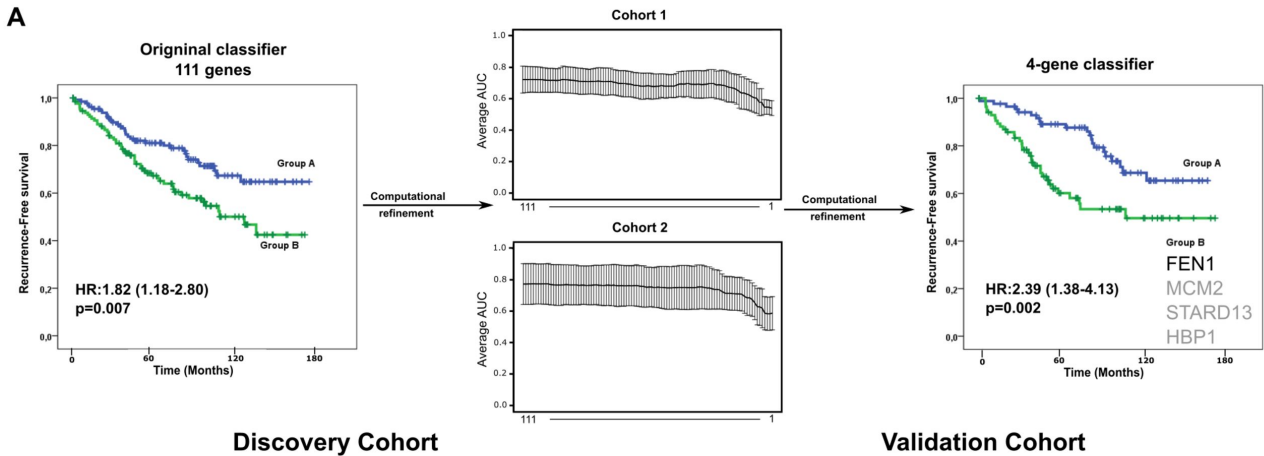 A
Origninal classifier
111 genes
1,0
0,8
0,6
0,4
0,2
0,0
Recurrence-Free survival
Group A
Group B
HR:1.82 (1.18-2.80)
p=0.007
0
60
120
180
Time (Months)
Computational
refinement
Cohort 1
1.0
0.8
0.6
0.4
0.2
0.0
Average AUC
111
1
Cohort 2
1.0
0.8
0.6
0.4
0.2
0.0
Average AUC
111
1
Computational
refinement
4-gene classifier
1,0
0,8
0,6
0,4
0,2
0,0
Recurrence-Free survival
Group A
Group B
FEN1
MCM2
STARD13
HBP1
HR:2.39 (1.38-4.13)
p=0.002
0
60
120
180
Time (Months)
Discovery Cohort
Validation Cohort